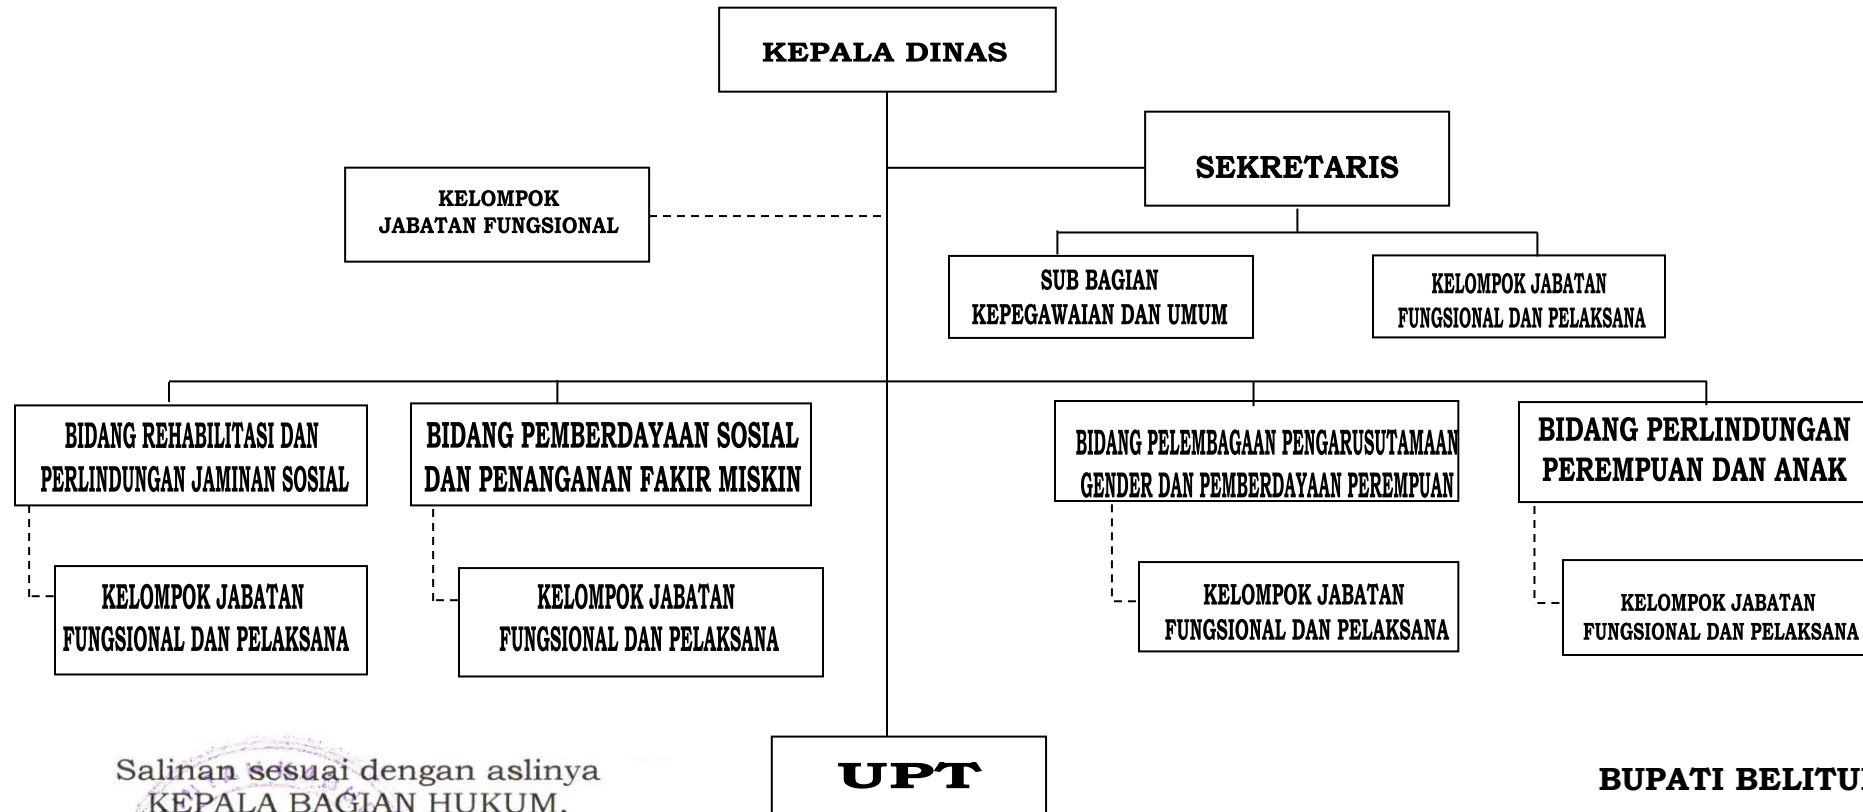 KEPALA DINAS
SEKRETARIS
KELOMPOK
JABATAN FUNGSIONAL
SUB BAGIAN
KEPEGAWAIAN DAN UMUM
KELOMPOK JABATAN
FUNGSIONAL DAN PELAKSANA
BIDANG REHABILITASI DAN
PERLINDUNGAN JAMINAN SOSIAL
BIDANG PEMBERDAYAAN SOSIAL
DAN PENANGANAN FAKIR MISKIN
BIDANG PELEMBAGAAN PENGARUSUTAMAAN
GENDER DAN PEMBERDAYAAN PEREMPUAN
BIDANG PERLINDUNGAN
PEREMPUAN DAN ANAK
KELOMPOK JABATAN
FUNGSIONAL DAN PELAKSANA
KELOMPOK JABATAN
FUNGSIONAL DAN PELAKSANA
KELOMPOK JABATAN
FUNGSIONAL DAN PELAKSANA
KELOMPOK JABATAN
FUNGSIONAL DAN PELAKSANA
Salinan sesuai dengan aslinya
KEPALA BAGIAN HUKUM,
UPT
BUPATI